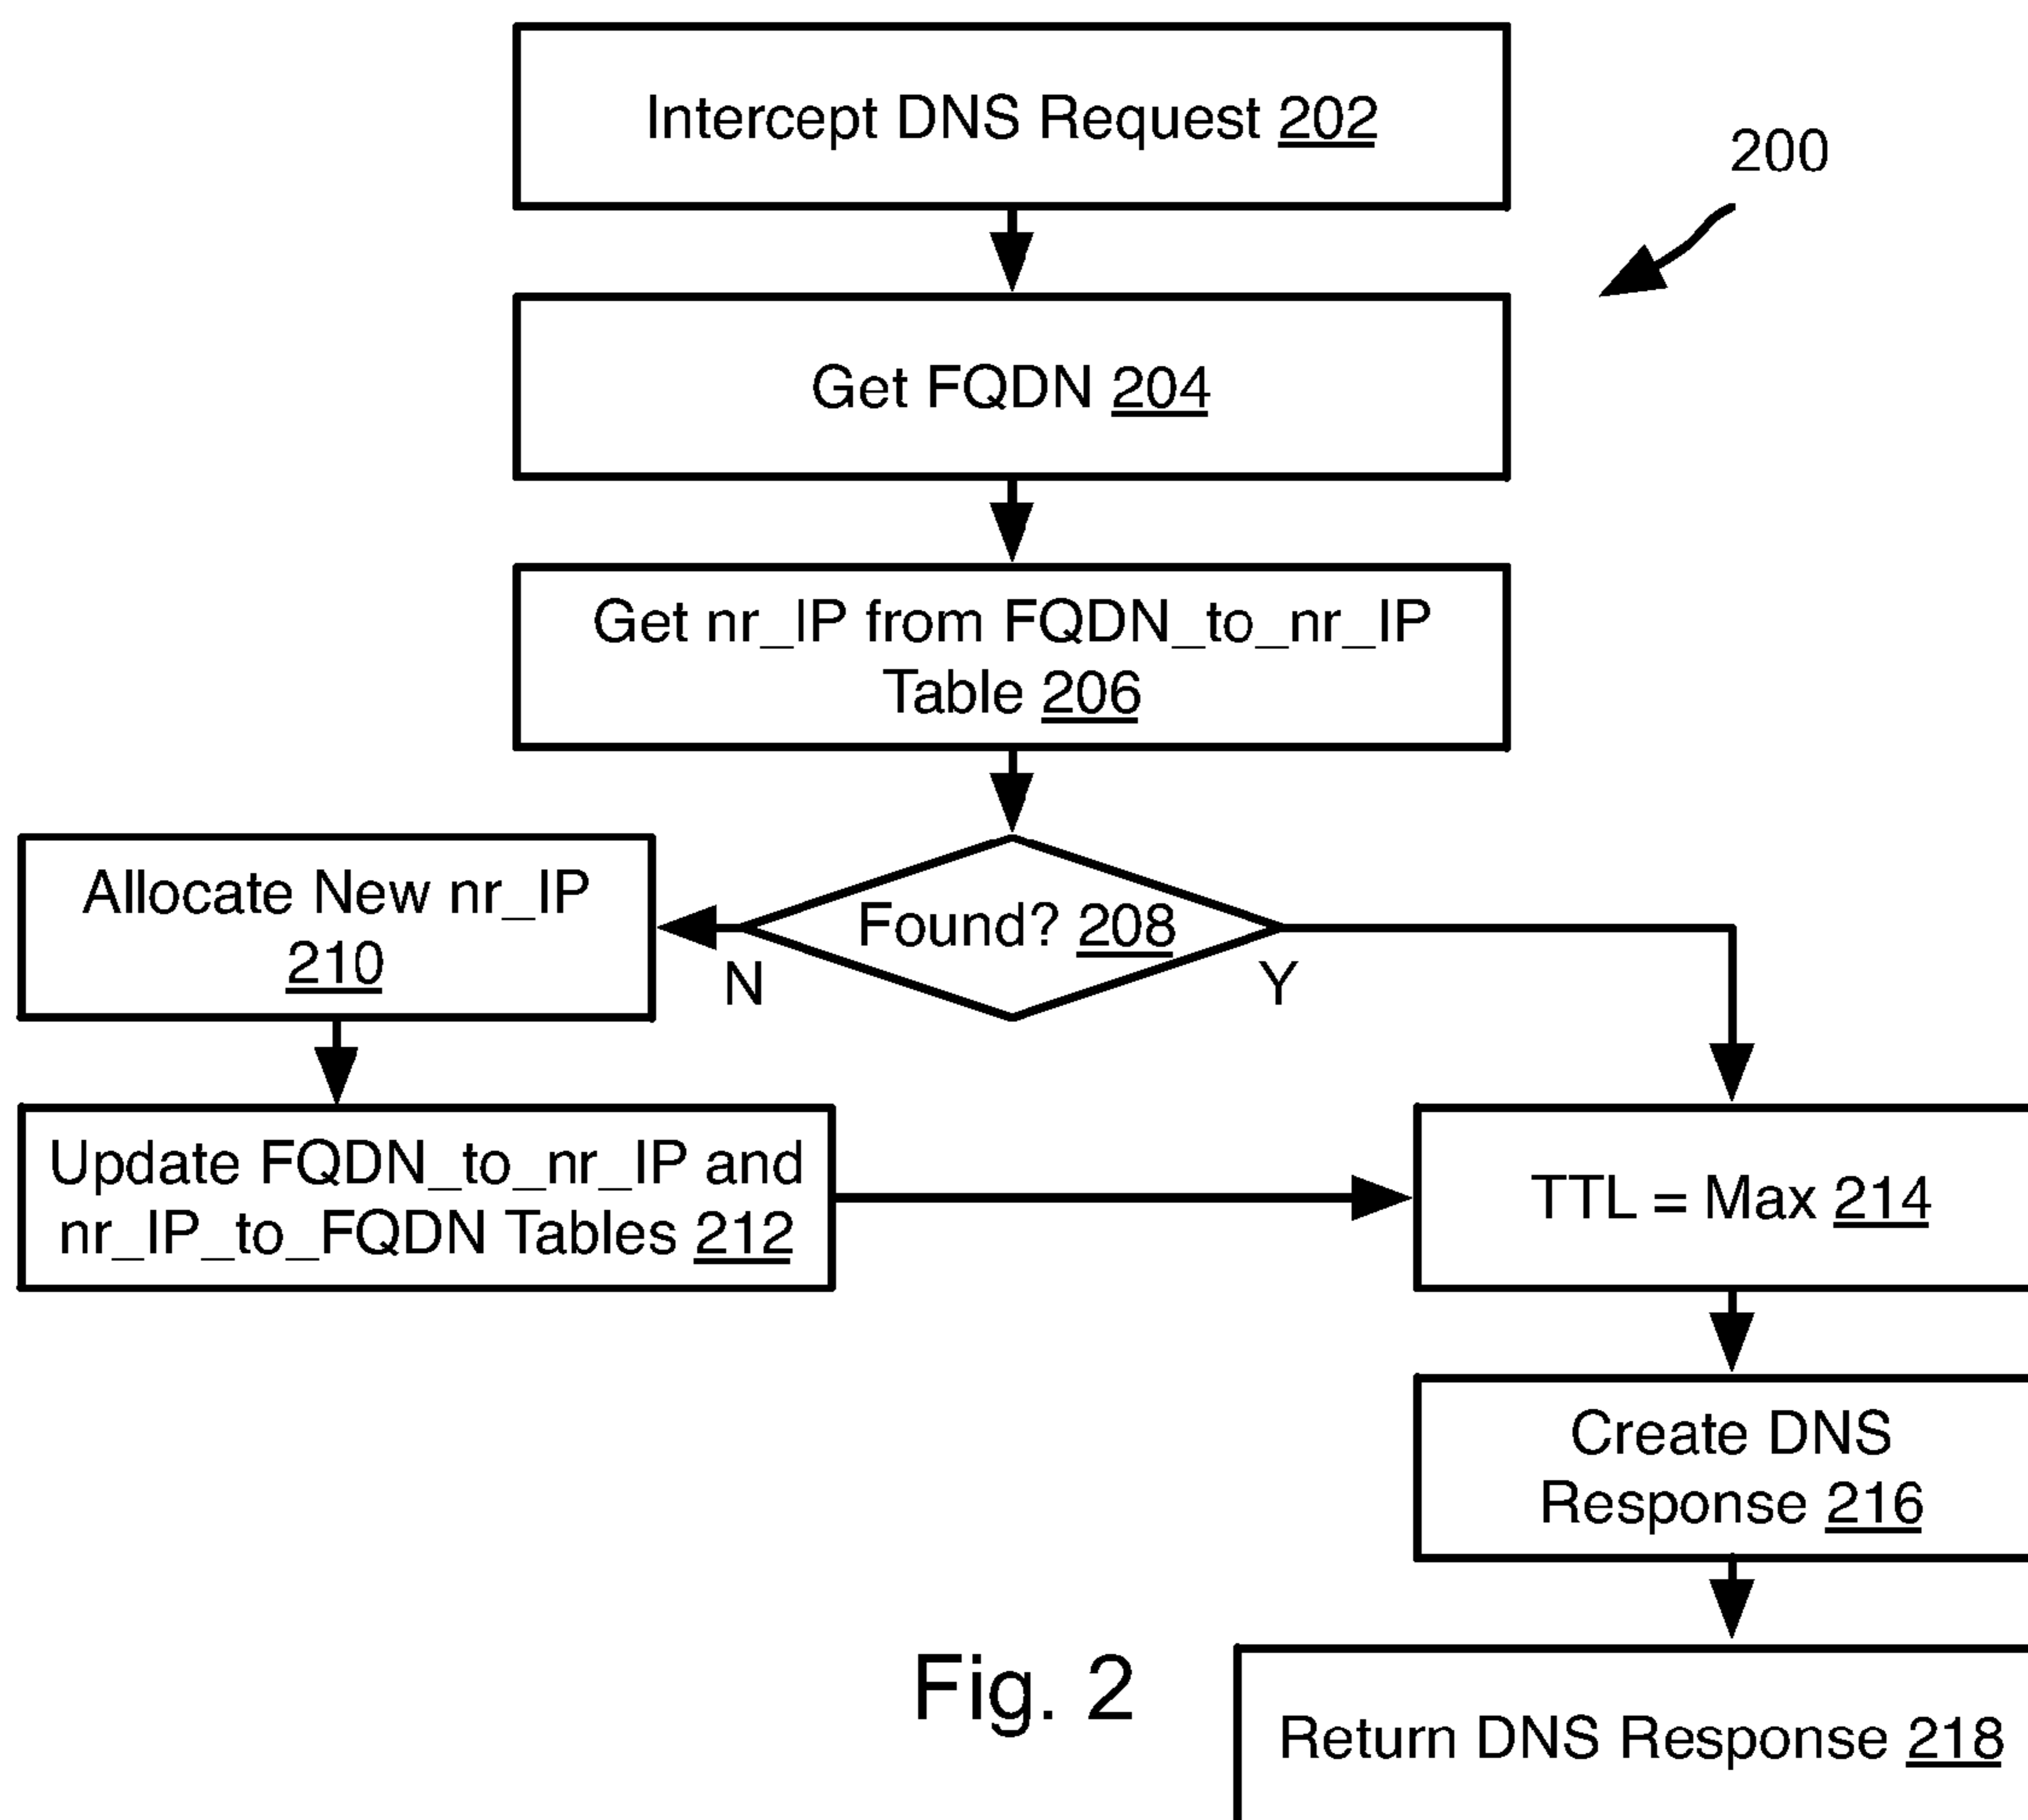 Intercept DNS Request 202
200
Get FQDN 204
Get nr_IP from FQDN_to_nr_IP
Table 206
Found? 208
N
Y
Allocate New nr_IP
210
Update FQDN_to_nr_IP and
nr_IP_to_FQDN Tables 212
TTL = Max 214
Create DNS
Response 216
Return DNS Response 218
Fig. 2